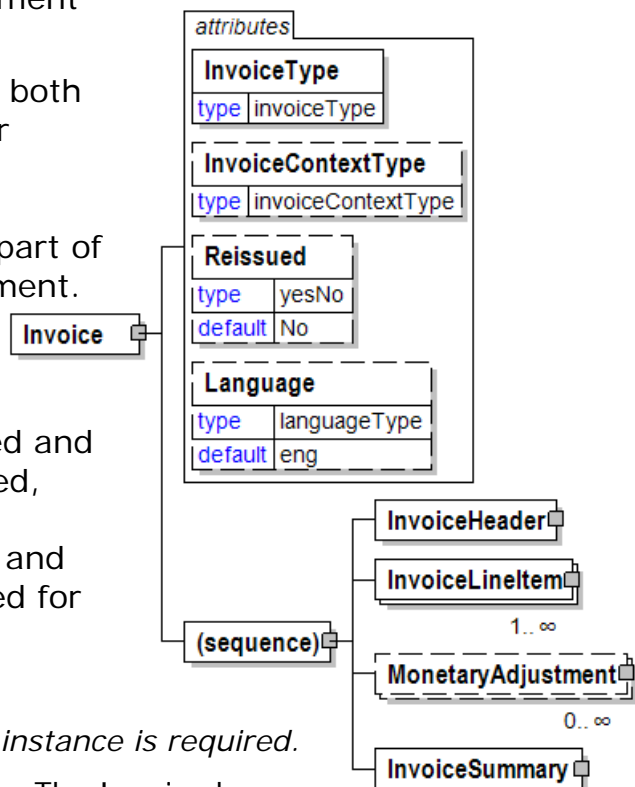 ment
both
r
part of
ment.
ed and
ed,
and
ed for
instance is required.
attributes
InvoiceType
type invoiceType
InvoiceContextType
type invoiceContextType
Reissued
type yesNo
default No
Language
type languageType
default eng
Invoice
(sequence)
InvoiceHeader
InvoiceLineItem
1.. ∞
MonetaryAdjustment
0.. ∞
InvoiceSummary